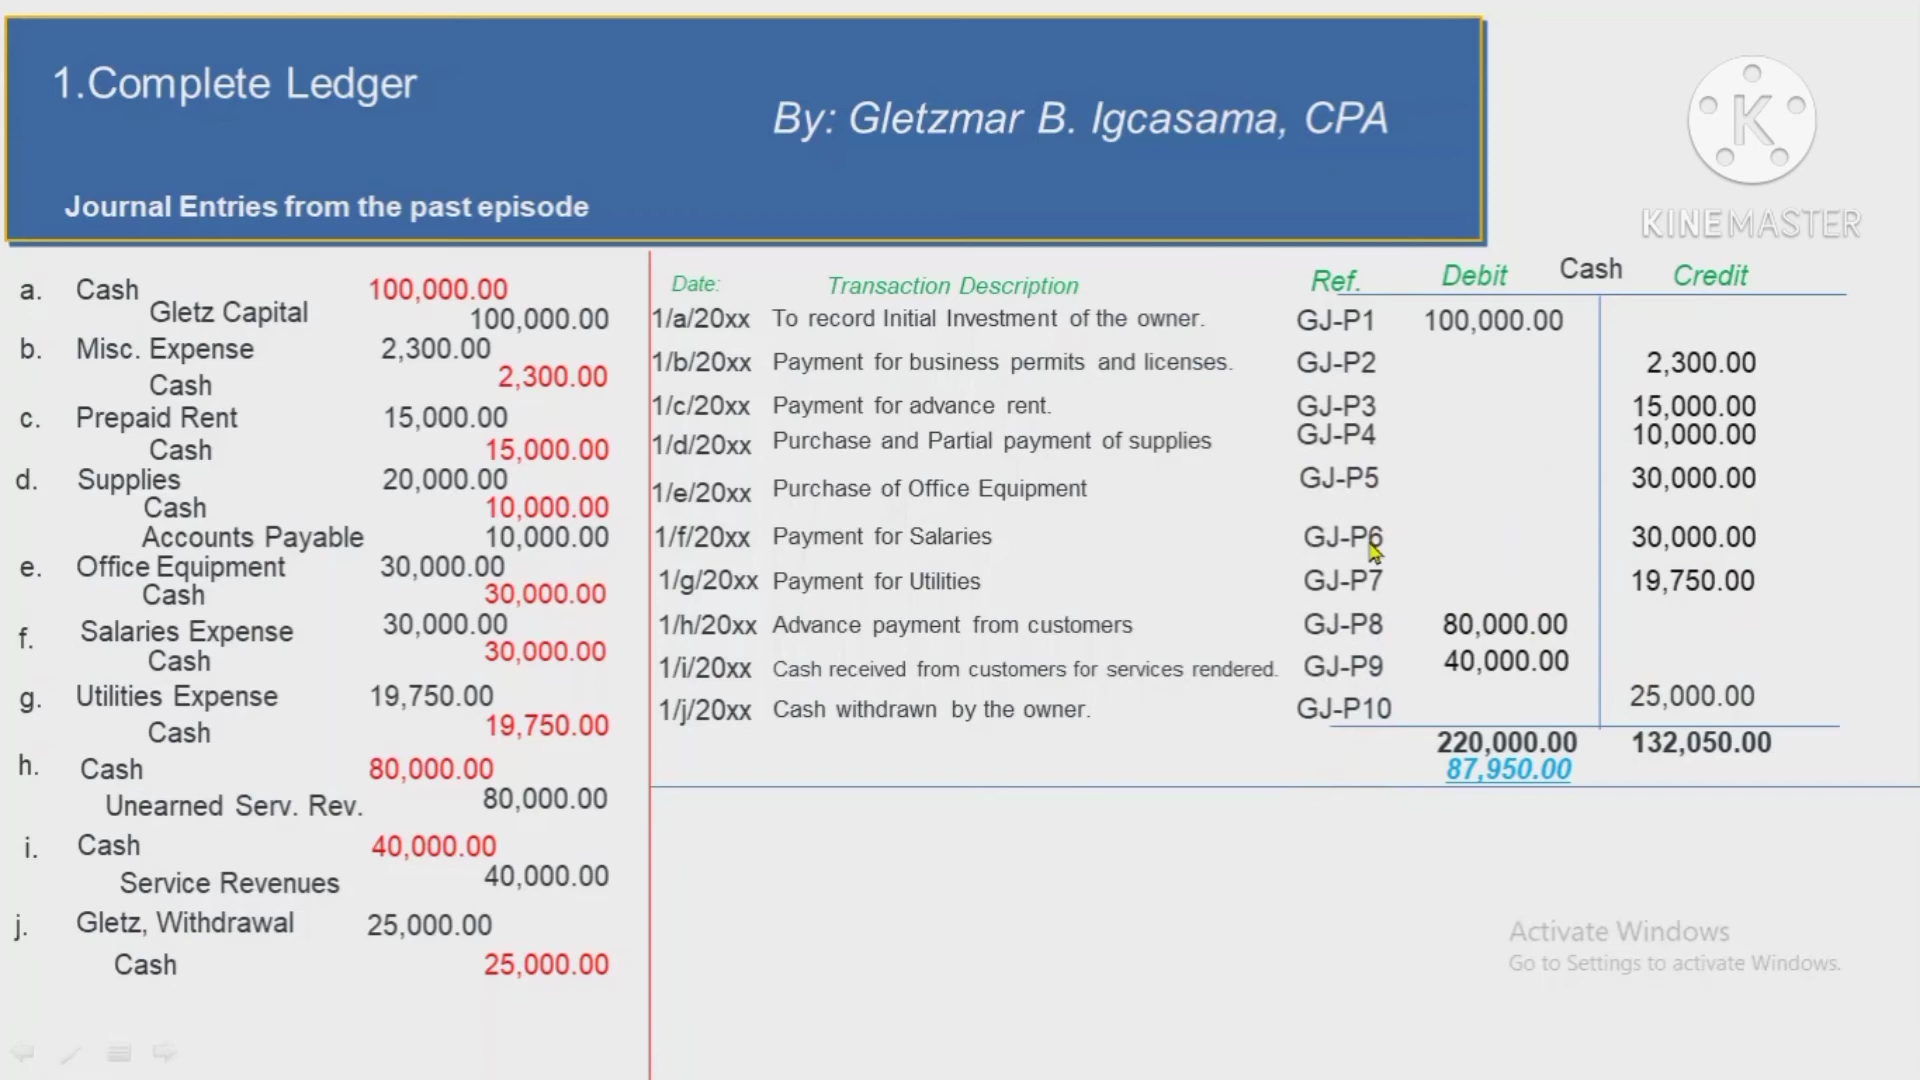 1.Complete Ledger
By: Gletzmar B. Igcasama, CPA
Journal Entries from the past episode
K
KINEMASTER
a. Cash 100,000.00
Gletz Capital 100,000.00
b. Misc. Expense 2,300.00
Cash 2,300.00
c. Prepaid Rent 15,000.00
Cash 15,000.00
d. Supplies 20,000.00
Cash 10,000.00
Accounts Payable 10,000.00
e. Office Equipment 30,000.00
Cash 30,000.00
f. Salaries Expense 30,000.00
Cash 30,000.00
g. Utilities Expense 19,750.00
Cash 19,750.00
h. Cash 80,000.00
Unearned Serv. Rev. 80,000.00
i. Cash 40,000.00
Service Revenues 40,000.00
j. Gletz, Withdrawal 25,000.00
Cash 25,000.00
Cash
Date: Transaction Description Ref. Debit Credit
1/a/20xx To record Initial Investment of the owner. GJ-P1 100,000.00
1/b/20xx Payment for business permits and licenses. GJ-P2 2,300.00
1/c/20xx Payment for advance rent. GJ-P3 15,000.00
1/d/20xx Purchase and Partial payment of supplies GJ-P4 10,000.00
1/e/20xx Purchase of Office Equipment GJ-P5 30,000.00
1/f/20xx Payment for Salaries GJ-P6 30,000.00
1/g/20xx Payment for Utilities GJ-P7 19,750.00
1/h/20xx Advance payment from customers GJ-P8 80,000.00
1/i/20xx Cash received from customers for services rendered. GJ-P9 40,000.00
1/j/20xx Cash withdrawn by the owner. GJ-P10 25,000.00
220,000.00 132,050.00
87,950.00
Activate Windows
Go to Settings to activate Windows.